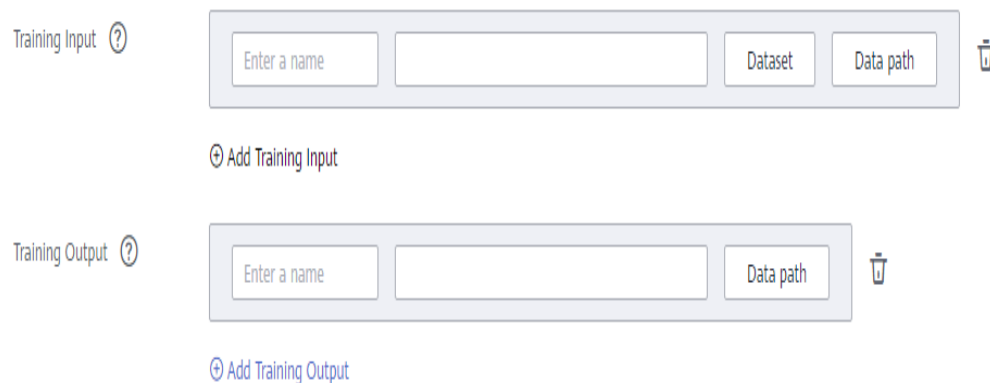 Training Input ?
Enter a name Dataset Data path
Add Training Input
Training Output ?
Enter a name Data path
Add Training Output